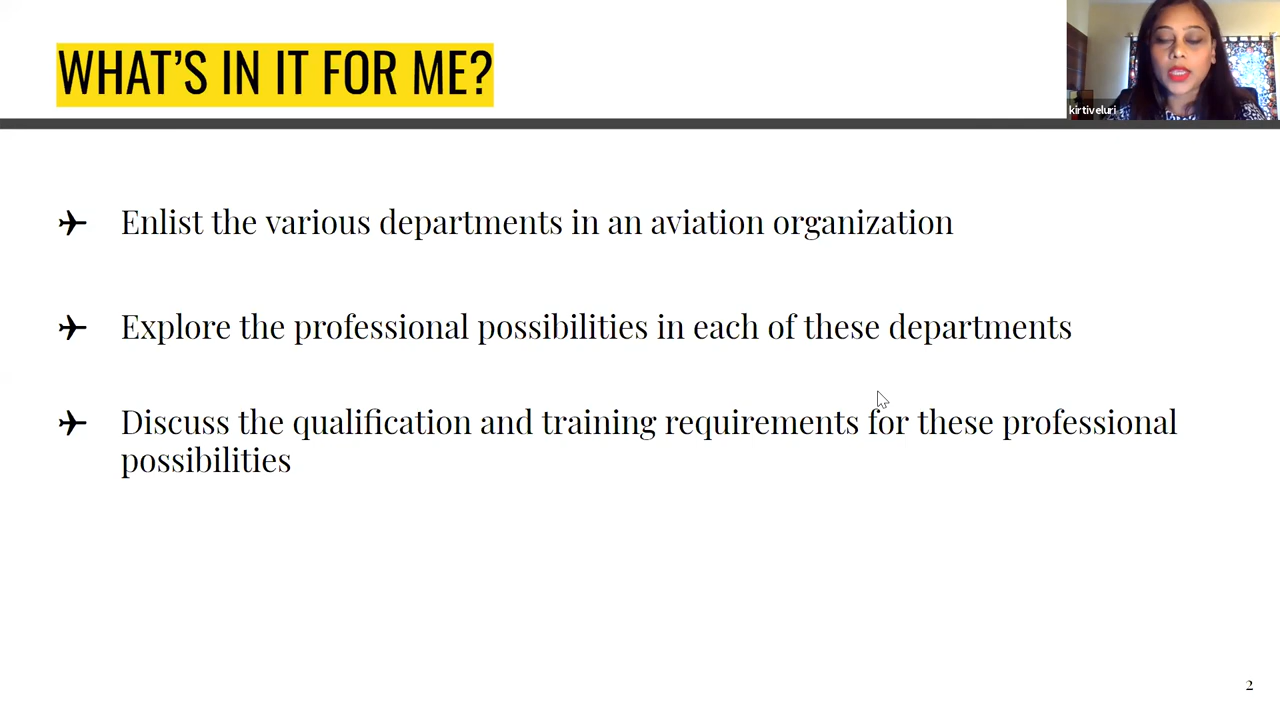 WHAT'S IN IT FOR ME?
kirtiveluri
Enlist the various departments in an aviation organization
Explore the professional possibilities in each of these departments
Discuss the qualification and training requirements for these professional
possibilities
2